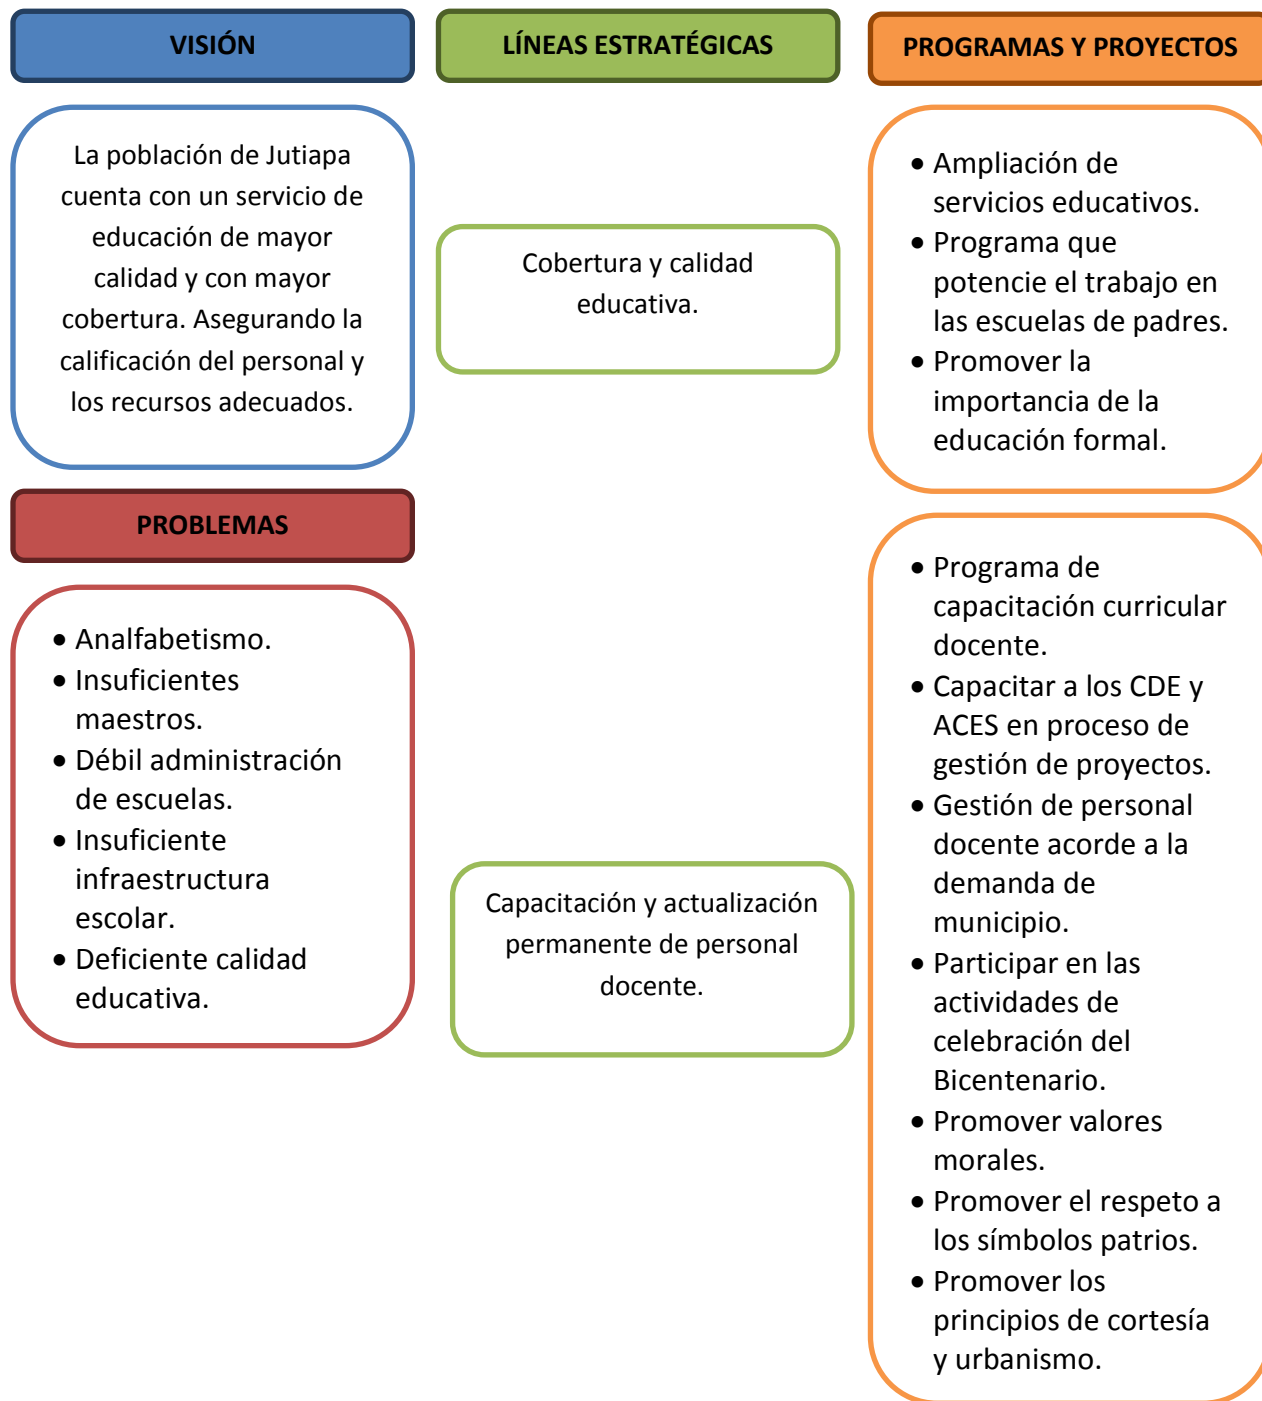 VISIÓN
La población de Jutiapa
cuenta con un servicio de
educación de mayor
calidad y con mayor
cobertura. Asegurando la
calificación del personal y
los recursos adecuados.
PROBLEMAS
• Analfabetismo.
• Insuficientes
maestros.
• Débil administración
de escuelas.
• Insuficiente
infraestructura
escolar.
• Deficiente calidad
educativa.
LÍNEAS ESTRATÉGICAS
Cobertura y calidad
educativa.
Capacitación y actualización
permanente de personal
docente.
PROGRAMAS Y PROYECTOS
• Ampliación de
servicios educativos.
• Programa que
potencie el trabajo en
las escuelas de padres.
• Promover la
importancia de la
educación formal.
• Programa de
capacitación curricular
docente.
• Capacitar a los CDE y
ACES en proceso de
gestión de proyectos.
• Gestión de personal
docente acorde a la
demanda de
municipio.
• Participar en las
actividades de
celebración del
Bicentenario.
• Promover valores
morales.
• Promover el respeto a
los símbolos patrios.
• Promover los
principios de cortesía
y urbanismo.